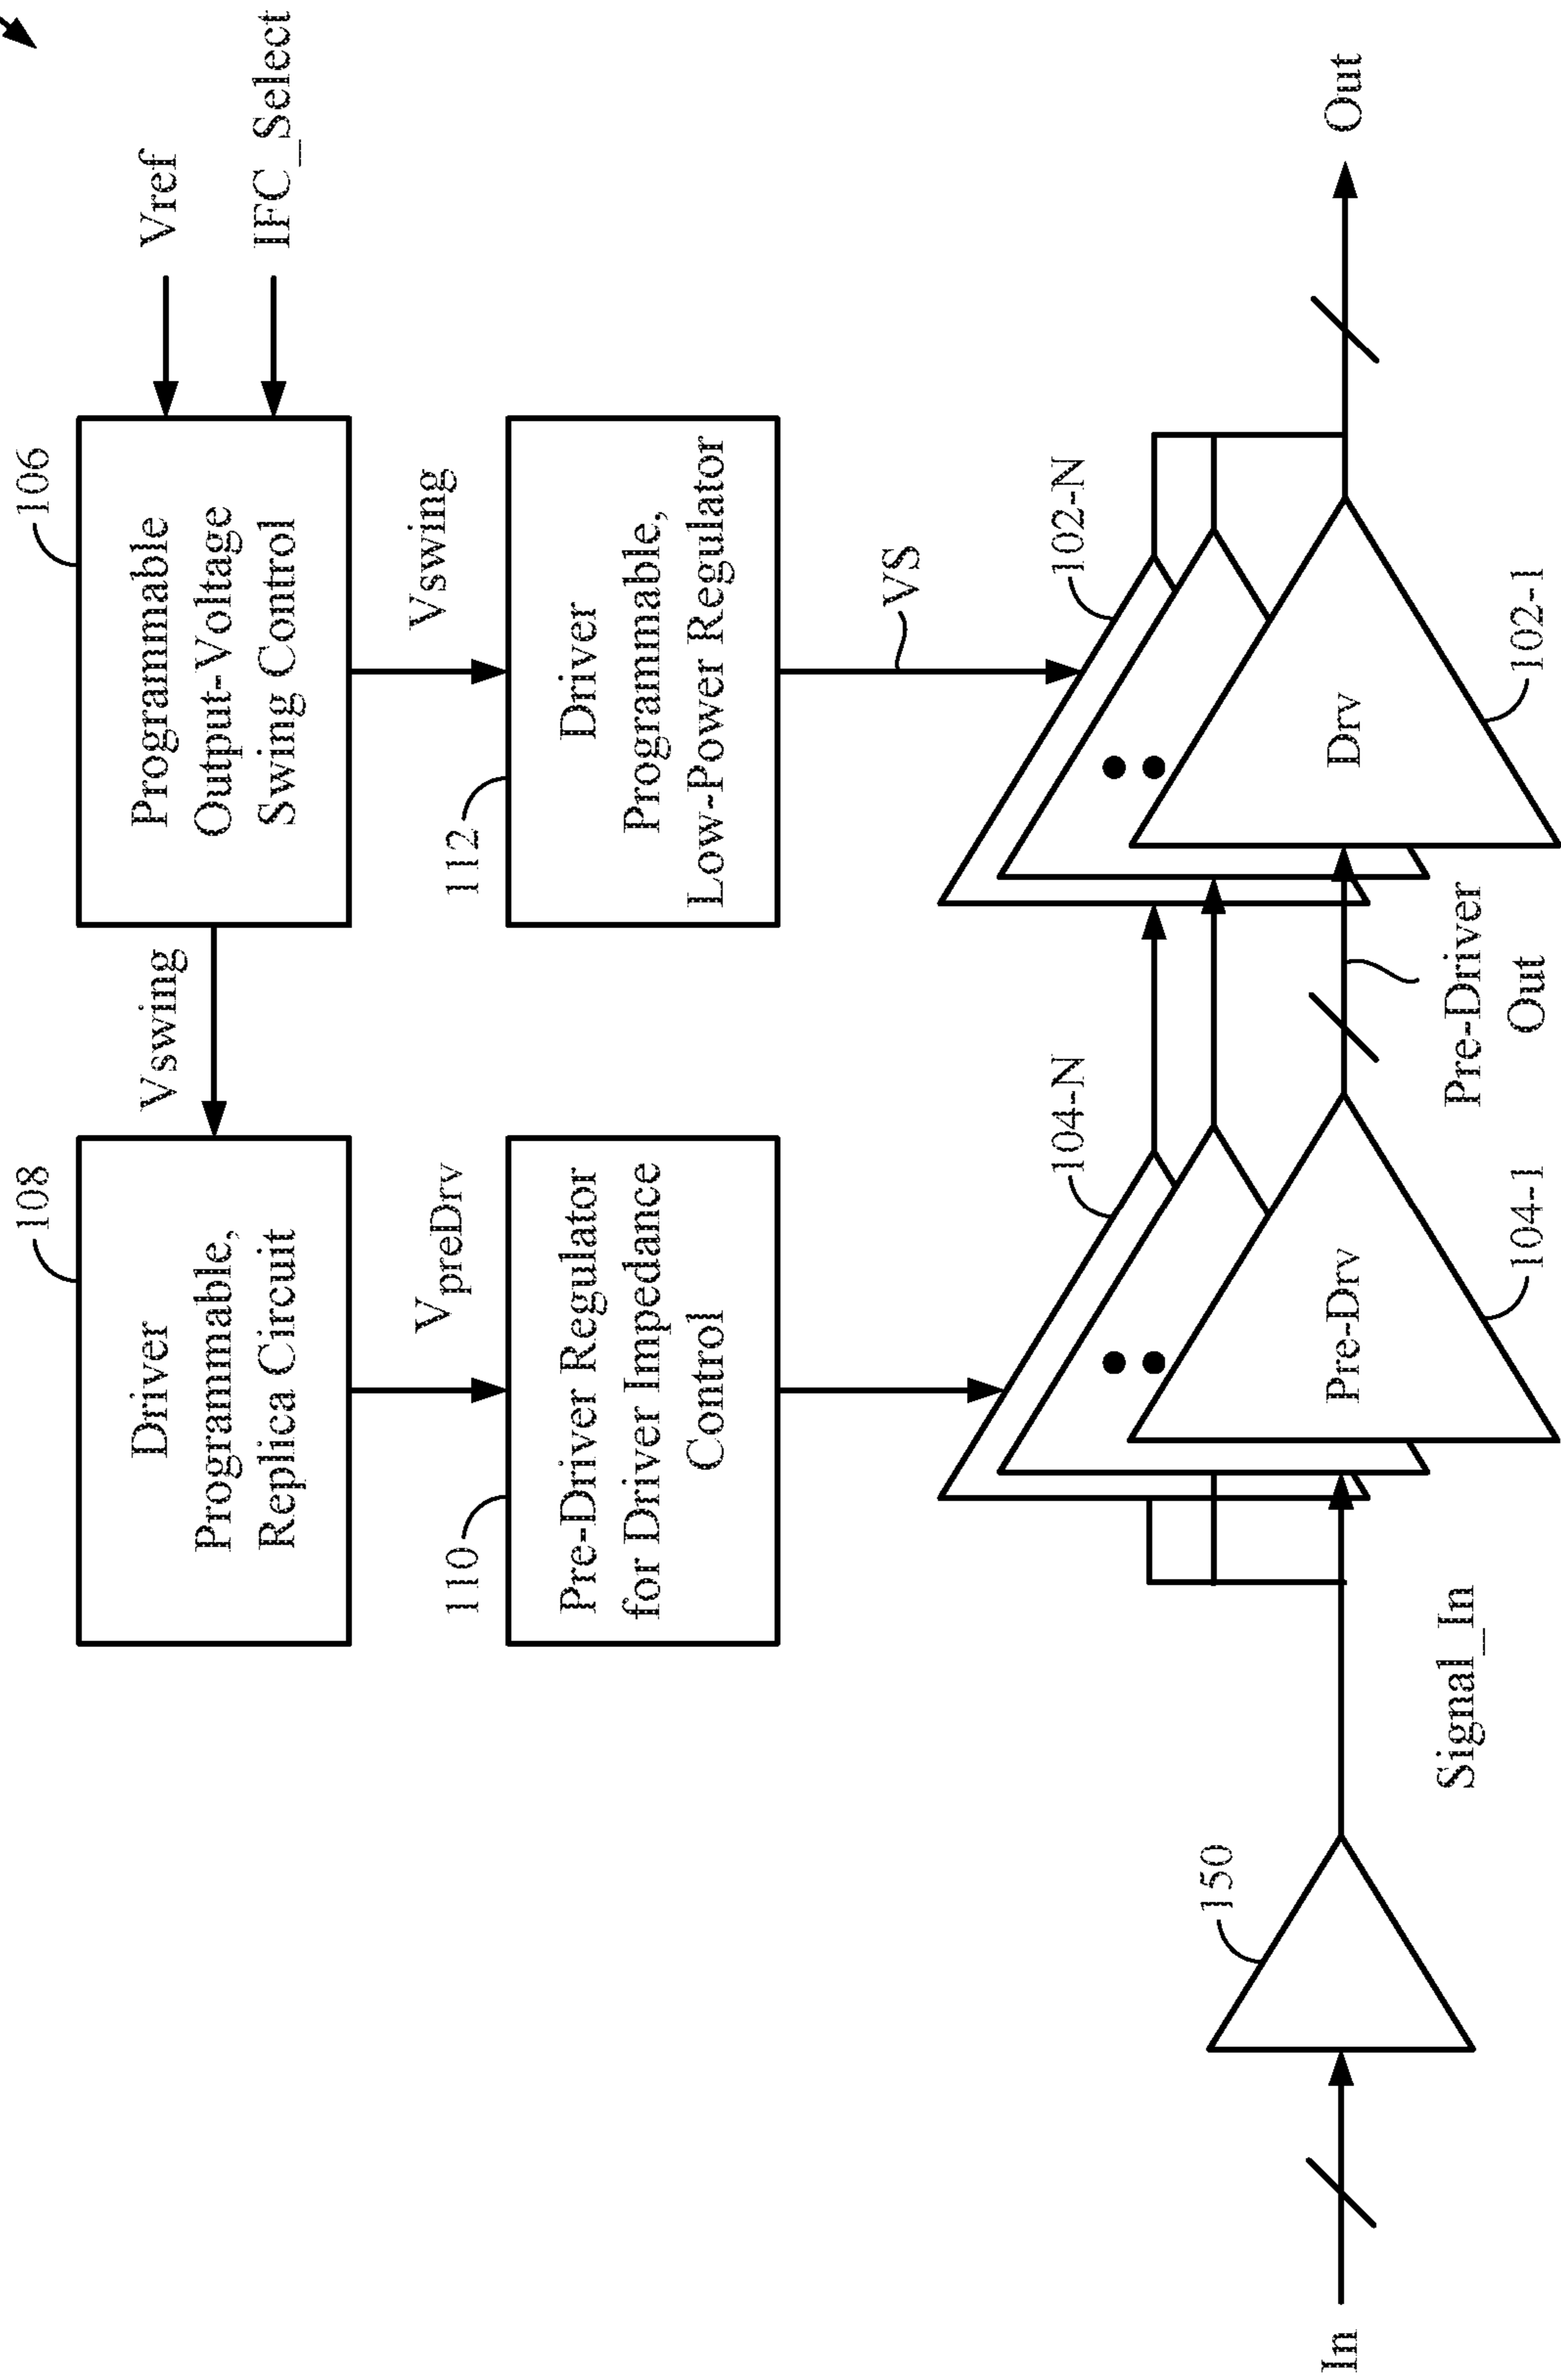 108
Driver
Programmable,
Replica Circuit
Vswing
106
Programmable
Output-Voltage
Swing Control
Vref
IFC_Select
VpreDrv
Vswing
110
Pre-Driver Regulator
for Driver Impedance
Control
112
Driver
Programmable,
Low-Power Regulator
VS
104-N
102-N
In
150
Signal_In
Pre-Drv
104-1
Pre-Driver
Out
Drv
102-1
Out